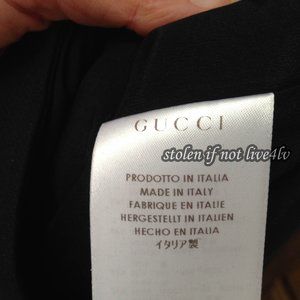 GUCCI
stolen if not live4lv
PRODOTTO IN ITALIA
MADE IN ITALY
FABRIQUE EN ITALIE
HERGESTELLT IN ITALIEN
HECHO EN ITALIA
イタリア製